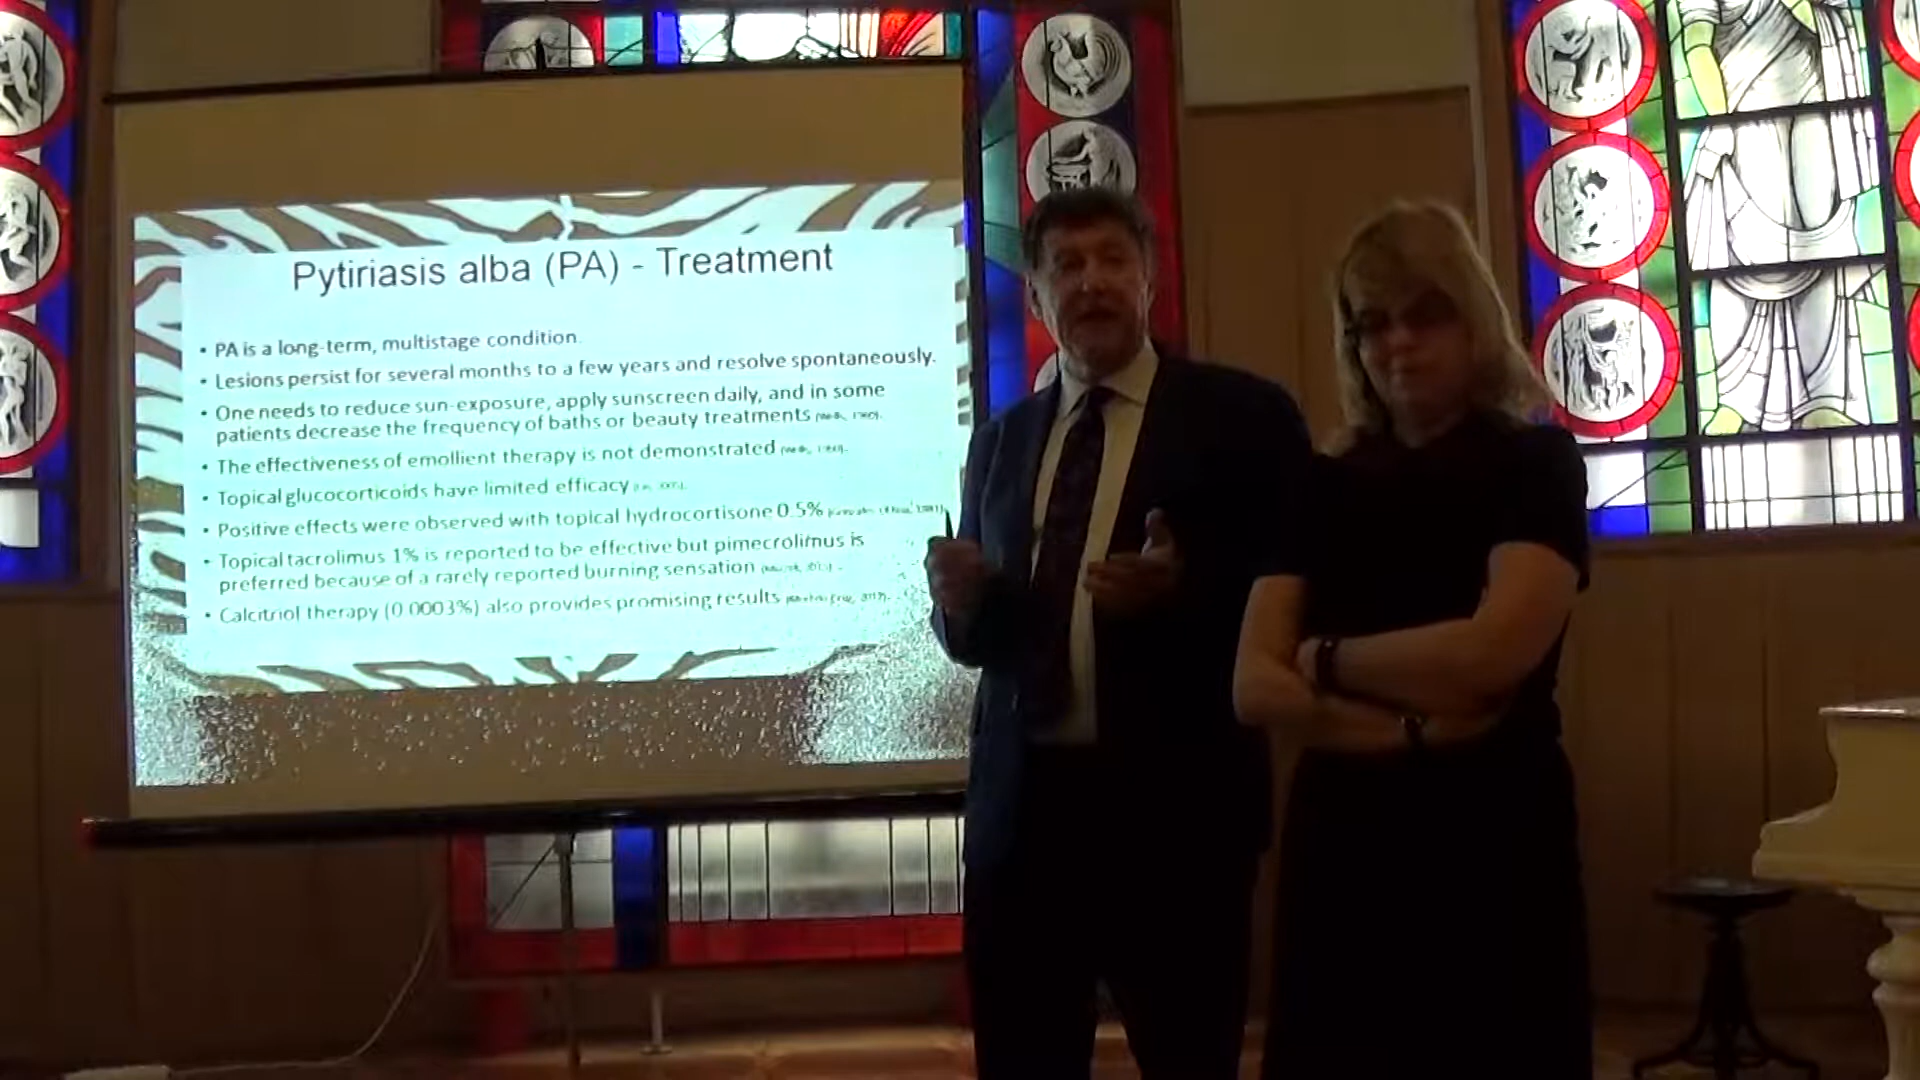 Pytiriasis alba (PA) - Treatment
• PA is a long-term, multistage condition.
• Lesions persist for several months to a few years and resolve spontaneously.
• One needs to reduce sun-exposure, apply sunscreen daily, and in some
patients decrease the frequency of baths or beauty treatments
• The effectiveness of emollient therapy is not demonstrated
• Topical glucocorticoids have limited efficacy
• Positive effects were observed with topical hydrocortisone 0.5%
• Topical tacrolimus 1% is reported to be effective but pimecrolimus is
preferred because of a rarely reported burning sensation
• Calcitriol therapy (0.0003%) also provides promising results